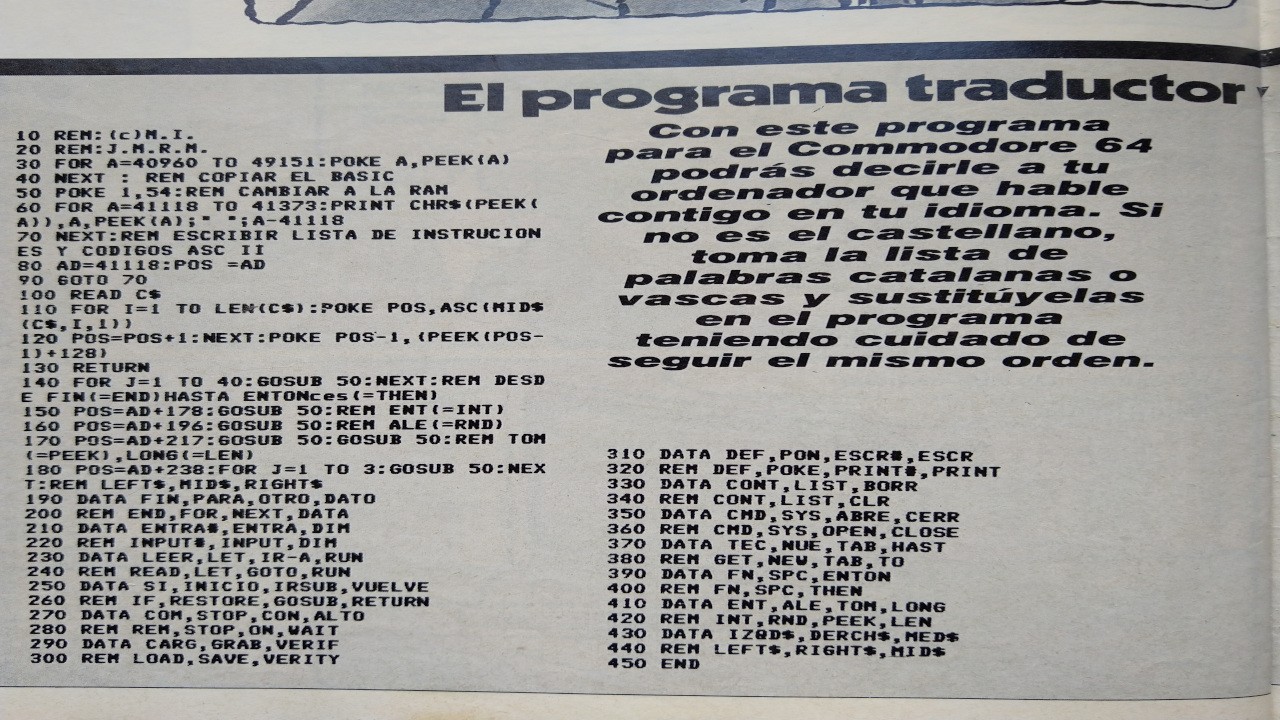 El programa traductor
10 REM:(c)M.I.
20 REM:J.M.R.M.
30 FOR A=40960 TO 49151:POKE A,PEEK(A)
40 NEXT : REM COPIAR EL BASIC
50 POKE 1,54:REM CAMBIAR A LA RAM
60 FOR A=41118 TO 41373:PRINT CHR$(PEEK(
A)),A,PEEK(A);" ";A-41118
70 NEXT:REM ESCRIBIR LISTA DE INSTRUCION
ES Y CODIGOS ASC II
80 AD=41118:POS =AD
90 GOTO 70
100 READ C$
110 FOR I=1 TO LEN(C$):POKE POS,ASC(MID$
(C$,I,1))
120 POS=POS+1:NEXT:POKE POS-1,(PEEK(POS-
1)+128)
130 RETURN
140 FOR J=1 TO 40:GOSUB 50:NEXT:REM DESD
E FIN(=END)HASTA ENTONces(=THEN)
150 POS=AD+178:GOSUB 50:REM ENT(=INT)
160 POS=AD+196:GOSUB 50:REM ALE(=RND)
170 POS=AD+217:GOSUB 50:GOSUB 50:REM TOM
(=PEEK),LONG(=LEN)
180 POS=AD+238:FOR J=1 TO 3:GOSUB 50:NEX
T:REM LEFT$,MID$,RIGHT$
190 DATA FIN,PARA,OTRO,DATO
200 REM END,FOR,NEXT,DATA
210 DATA ENTRA#,ENTRA,DIM
220 REM INPUT#,INPUT,DIM
230 DATA LEER,LET,IR-A,RUN
240 REM READ,LET,GOTO,RUN
250 DATA SI,INICIO,IRSUB,VUELVE
260 REM IF,RESTORE,GOSUB,RETURN
270 DATA COM,STOP,CON,ALTO
280 REM REM,STOP,ON,WAIT
290 DATA CARG,GRAB,VERIF
300 REM LOAD,SAVE,VERITY
Con este programa
para el Commodore 64
podrás decirle a tu
ordenador que hable
contigo en tu idioma. Si
no es el castellano,
toma la lista de
palabras catalanas o
vascas y sustitúyelas
en el programa
teniendo cuidado de
seguir el mismo orden.
310 DATA DEF,PON,ESCR#,ESCR
320 REM DEF,POKE,PRINT#,PRINT
330 DATA CONT,LIST,BORR
340 REM CONT,LIST,CLR
350 DATA CMD,SYS,ABRE,CERR
360 REM CMD,SYS,OPEN,CLOSE
370 DATA TEC,NUE,TAB,HAST
380 REM GET,NEW,TAB,TO
390 DATA FN,SPC,ENTON
400 REM FN,SPC,THEN
410 DATA ENT,ALE,TOM,LONG
420 REM INT,RND,PEEK,LEN
430 DATA IZQD$,DERCH$,MED$
440 REM LEFT$,RIGHT$,MID$
450 END